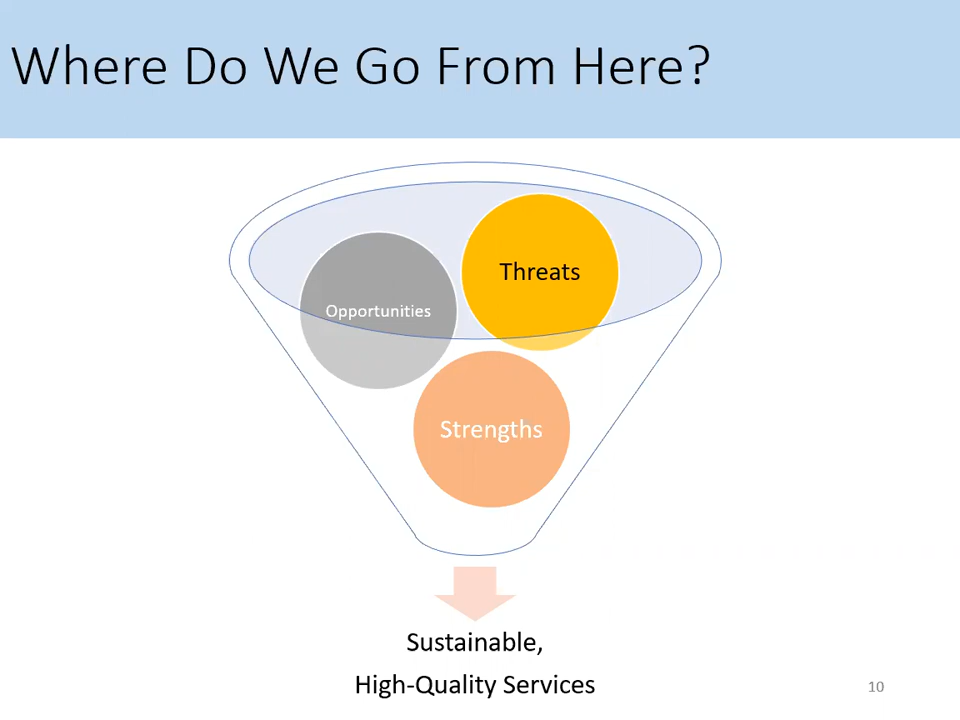 Where Do We Go From Here?
Threats
Opportunities
Strengths
Sustainable,
High-Quality Services
10